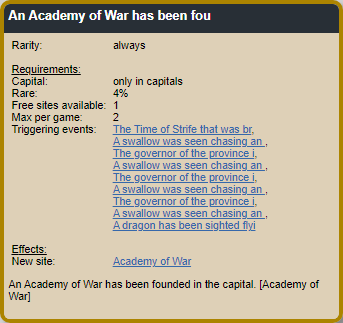 An Academy of War has been fou
Rarity: always
Requirements:
Capital: only in capitals
Rare: 4%
Free sites available: 1
Max per game: 2
Triggering events: The Time of Strife that was br,
A swallow was seen chasing an ,
The governor of the province i,
A swallow was seen chasing an ,
The governor of the province i,
A swallow was seen chasing an ,
The governor of the province i,
A swallow was seen chasing an ,
A dragon has been sighted flyi
Effects:
New site: Academy of War
An Academy of War has been founded in the capital. [Academy of
War]